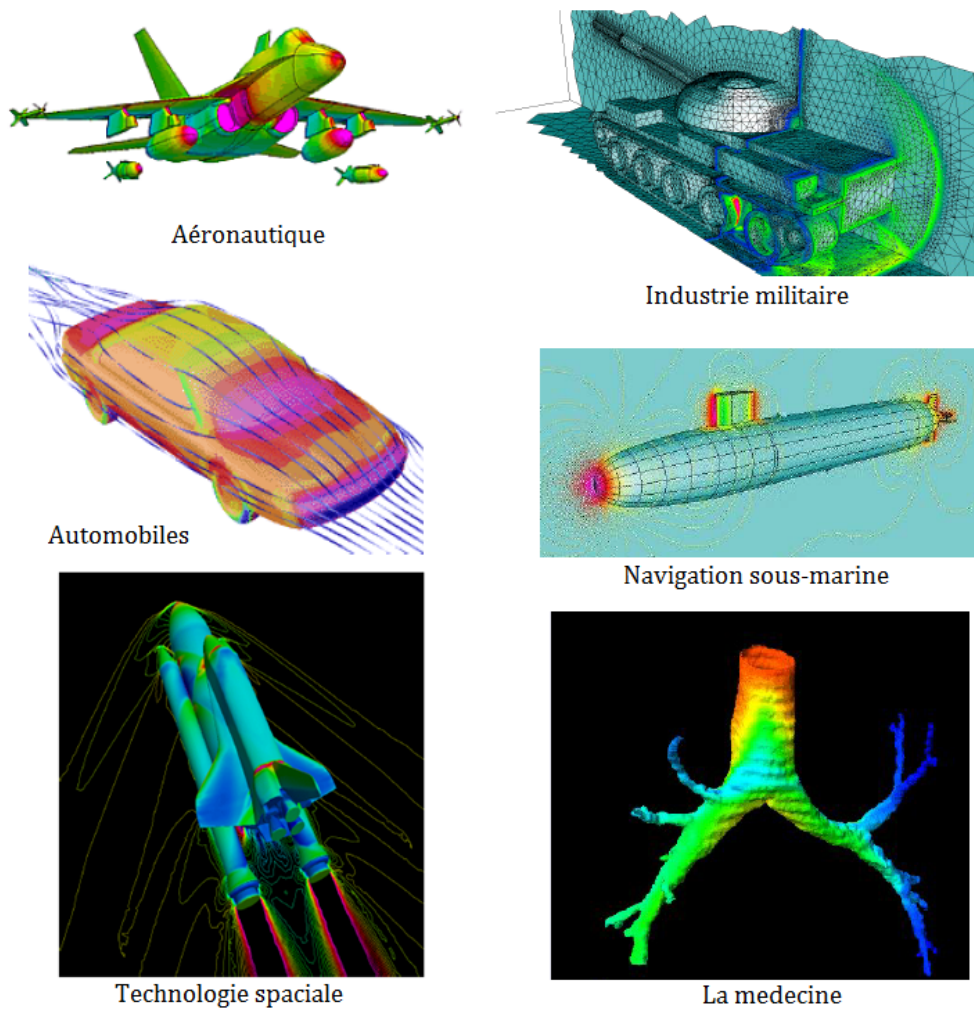 Aéronautique
Industrie militaire
Automobiles
Navigation sous-marine
Technologie spaciale
La medecine